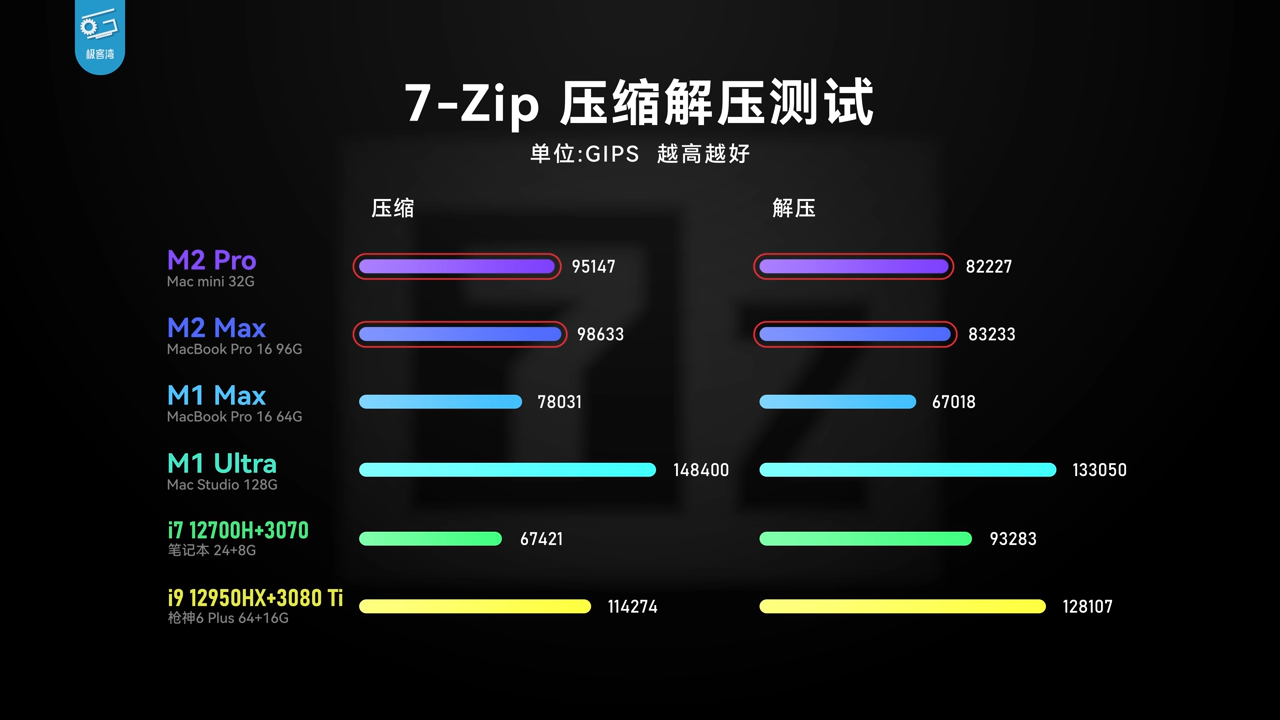 极客湾
7-Zip 压缩解压测试
单位:GIPS 越高越好
压缩 解压
M2 Pro 95147 82227
Mac mini 32G
M2 Max 98633 83233
MacBook Pro 16 96G
M1 Max 78031 67018
MacBook Pro 16 64G
M1 Ultra 148400 133050
Mac Studio 128G
i7 12700H+3070 67421 93283
笔记本 24+8G
i9 12950HX+3080 Ti 114274 128107
枪神6 Plus 64+16G